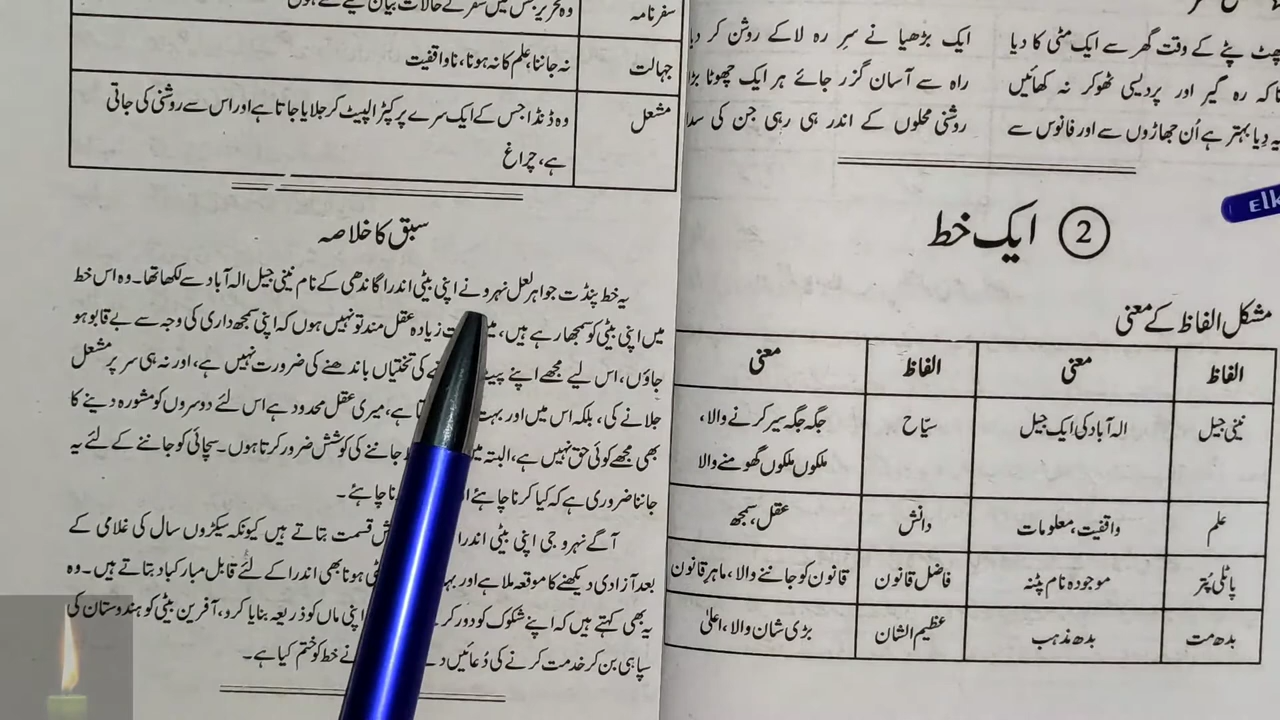 ایک بڑھیا نے سرِ رہ لا کے روشن کر دیا
چٹ پٹے کے وقت گھر سے ایک مٹی کا دیا
راہ سے آسان گزر جائے ہر ایک چھوٹا بڑا
تاکہ رہ گیر اور پردیسی ٹھوکر نہ کھائیں
روشنی محلوں کے اندر ہی رہی جن کی سدا
یہ دِیا بہتر ہے اُن جھاڑوں سے اور فانوس سے
2 ایک خط
مشکل الفاظ کے معنی
الفاظ معنی الفاظ معنی
نینی جیل الہ آباد کی ایک جیل سیّاح جگہ جگہ سیر کرنے والا،
ملکوں ملکوں گھومنے والا
علم واقفیت، معلومات دانش عقل، سمجھ
پاٹلی پُتر موجودہ نام پٹنہ فاضل قانون قانون کو جاننے والا، ماہرِ قانون
بدھ مت بدھ مذہب عظیم الشان بڑی شان والا، اعلیٰ
سفرنامہ وہ تحریر جس میں سفر کے حالات بیان کیے گئے ہوں
جہالت نہ جاننا، علم کا نہ ہونا، ناواقفیت
مشعل وہ ڈنڈا جس کے ایک سرے پر کپڑا لپیٹ کر جلایا جاتا ہے اور اس سے روشنی کی جاتی
ہے، چراغ
سبق کا خلاصہ
یہ خط پنڈت جواہر لعل نہرو نے اپنی بیٹی اندرا گاندھی کے نام نینی جیل الہ آباد سے لکھا تھا۔ وہ اس خط
میں اپنی بیٹی کو سمجھا رہے ہیں، زیادہ عقل مند تو نہیں ہوں کہ اپنی سمجھ داری کی وجہ سے بے قابو ہو
جاؤں، اس لیے مجھے اپنے پیٹ کی تختیاں باندھنے کی ضرورت نہیں ہے، اور نہ ہی سر پر مشعل
جلانے کی، بلکہ اس میں اور بہت ہے، میری عقل محدود ہے اس لئے دوسروں کو مشورہ دینے کا
بھی مجھے کوئی حق نہیں ہے، البتہ جاننے کی کوشش ضرور کرتا ہوں۔ سچائی کو جاننے کے لئے یہ
جاننا ضروری ہے کہ کیا کرنا چاہئے چاہئے۔
آگے نہرو جی اپنی بیٹی اندرا قسمت بتاتے ہیں کیونکہ سیکڑوں سال کی غلامی کے
بعد آزادی دیکھنے کا موقعہ ملا ہے اور ہونا بھی اندرا کے لئے قابل مبارکباد بتاتے ہیں۔ وہ
یہ بھی کہتے ہیں کہ اپنے شکوک کو دور اپنی ماں کو ذریعہ بنایا کرو، آفرین بیٹی کو ہندوستان کی
سپاہی بن کر خدمت کرنے کی دُعائیں نے خط کو ختم کیا ہے۔